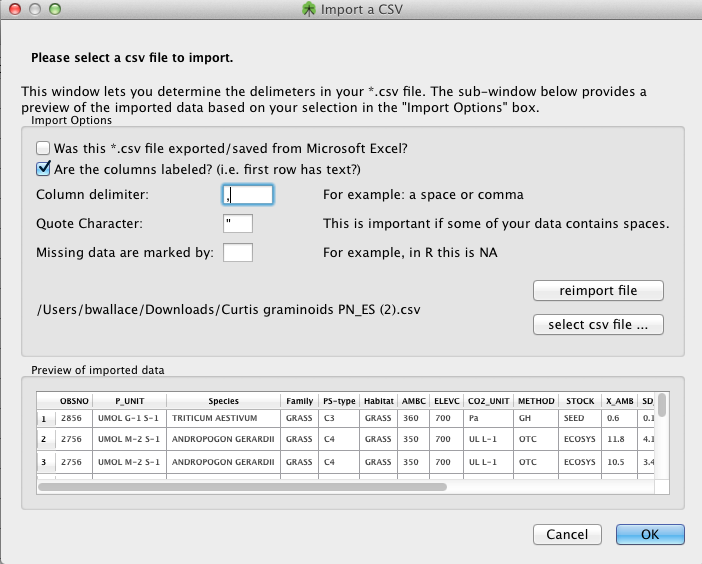 Import a CSV
Please select a csv file to import.
This window lets you determine the delimeters in your *.csv file. The sub-window below provides a
preview of the imported data based on your selection in the "Import Options" box.
Import Options
Was this *.csv file exported/saved from Microsoft Excel?
Are the columns labeled? (i.e. first row has text?)
Column delimiter: , For example: a space or comma
Quote Character: " This is important if some of your data contains spaces.
Missing data are marked by: For example, in R this is NA
reimport file
/Users/bwallace/Downloads/Curtis graminoids PN_ES (2).csv
select csv file ...
Preview of imported data
OBSNO P_UNIT Species Family PS-type Habitat AMBC ELEVC CO2_UNIT METHOD STOCK X_AMB SD_
1 2856 UMOL G-1 S-1 TRITICUM AESTIVUM GRASS C3 GRASS 360 700 Pa GH SEED 0.6 0.1
2 2756 UMOL M-2 S-1 ANDROPOGON GERARDII GRASS C4 GRASS 350 700 UL L-1 OTC ECOSYS 11.8 4.1
3 2756 UMOL M-2 S-1 ANDROPOGON GERARDII GRASS C4 GRASS 350 700 UL L-1 OTC ECOSYS 10.5 3.4
Cancel OK